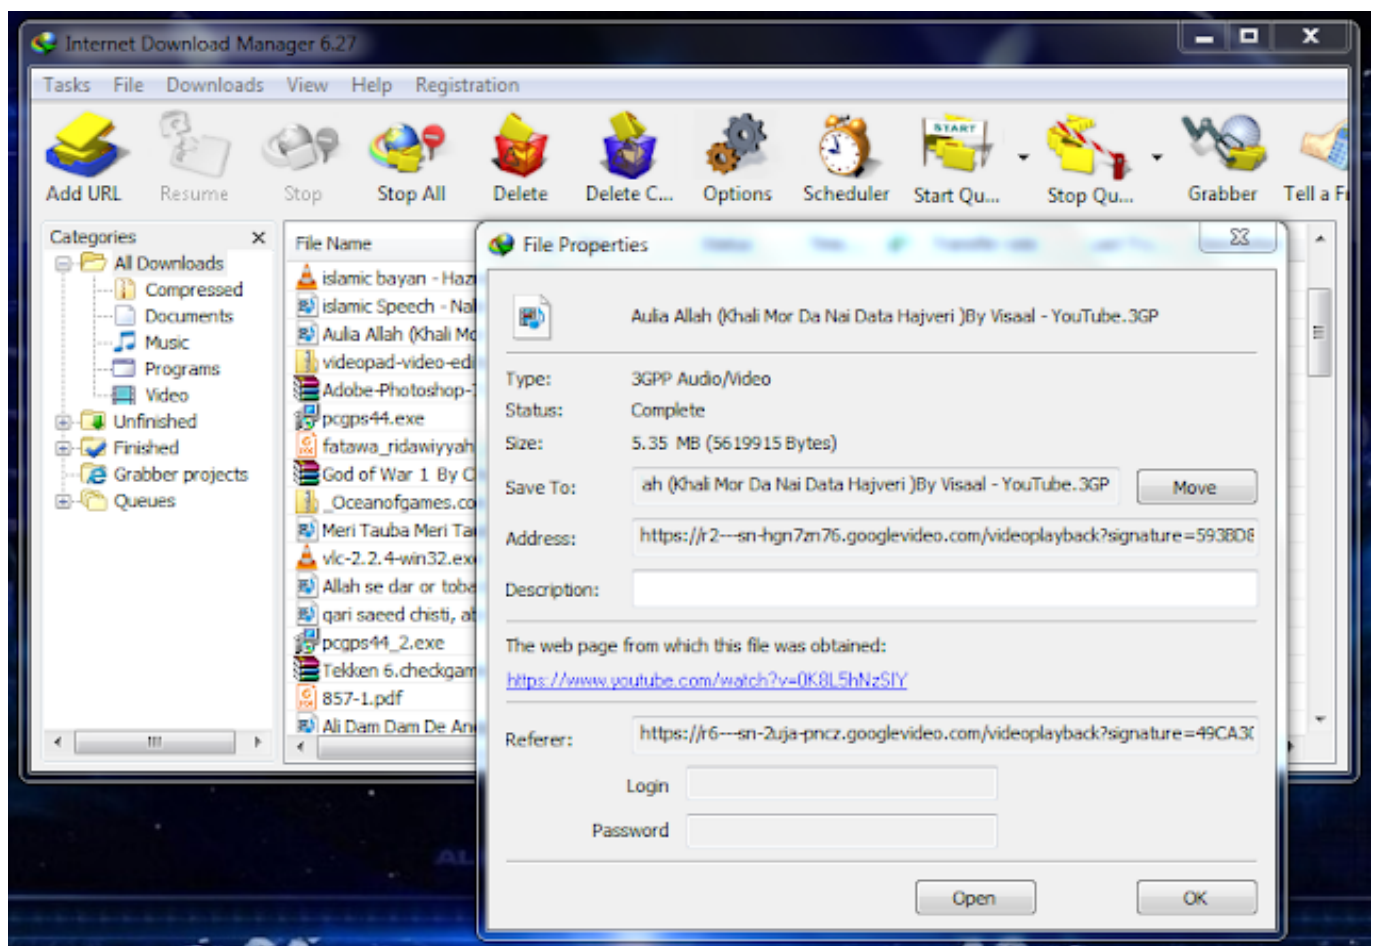 Internet Download Manager 6.27
Tasks File Downloads View Help Registration
Add URL Resume Stop Stop All Delete Delete C... Options Scheduler Start Qu... Stop Qu... Grabber Tell a Fr
START
Categories
All Downloads
Compressed
Documents
Music
Programs
Video
Unfinished
Finished
Grabber projects
Queues
File Name
islamic bayan - Haz
islamic Speech - Na
Aulia Allah (Khali Mo
videopad-video-edi
Adobe-Photoshop-
pcgps44.exe
fatawa_ridawiyyah
God of War 1 By C
_Oceanofgames.co
Meri Tauba Meri Ta
vlc-2.2.4-win32.exe
Allah se dar or toba
qari saeed chisti, at
pcgps44_2.exe
Tekken 6.checkgam
857-1.pdf
Ali Dam Dam De An
File Properties
Aulia Allah (Khali Mor Da Nai Data Hajveri )By Visaal - YouTube.3GP
Type: 3GPP Audio/Video
Status: Complete
Size: 5.35 MB (5619915 Bytes)
Save To: ah (Khali Mor Da Nai Data Hajveri )By Visaal - YouTube.3GP Move
Address: https://r2---sn-hgn7zn76.googlevideo.com/videoplayback?signature=593BD8
Description:
The web page from which this file was obtained:
https://www.youtube.com/watch?v=0K8L5hNzSIY
Referer: https://r6---sn-2uja-pncz.googlevideo.com/videoplayback?signature=49CA30
Login
Password
Open OK